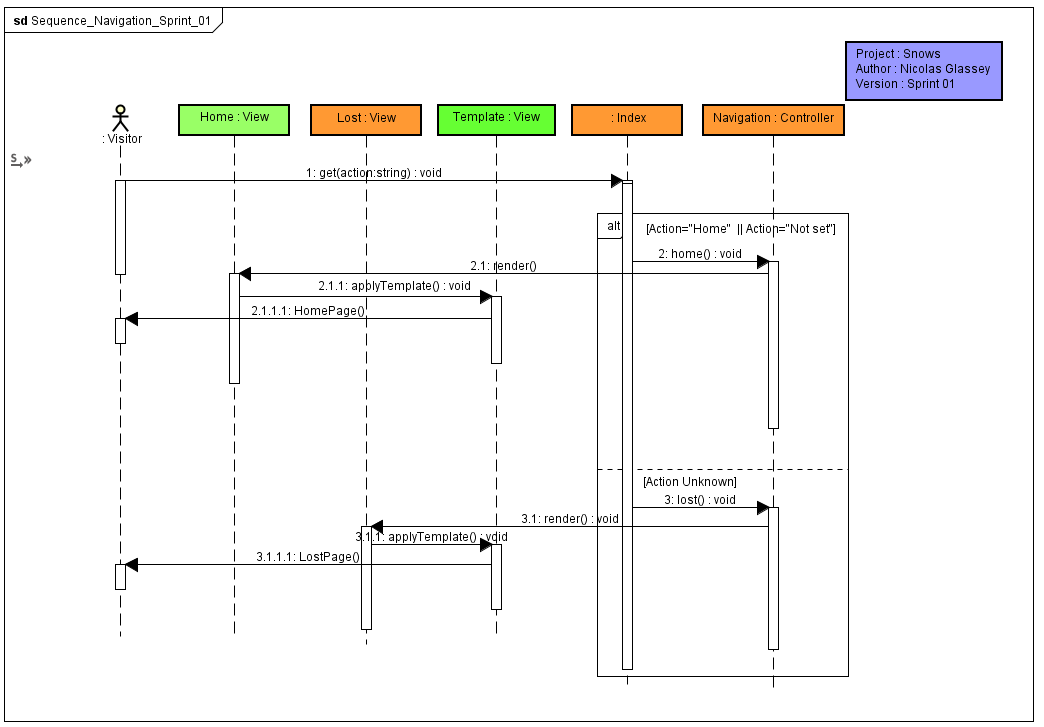 sd Sequence_Navigation_Sprint_01
Project : Snows
Author : Nicolas Glassey
Version : Sprint 01
: Visitor
Home : View
Lost : View
Template : View
: Index
Navigation : Controller
S
1: get(action:string) : void
alt
[Action="Home" || Action="Not set"]
2: home() : void
2.1: render()
2.1.1: applyTemplate() : void
2.1.1.1: HomePage()
[Action Unknown]
3: lost() : void
3.1: render() : void
3.1.1: applyTemplate() : void
3.1.1.1: LostPage()